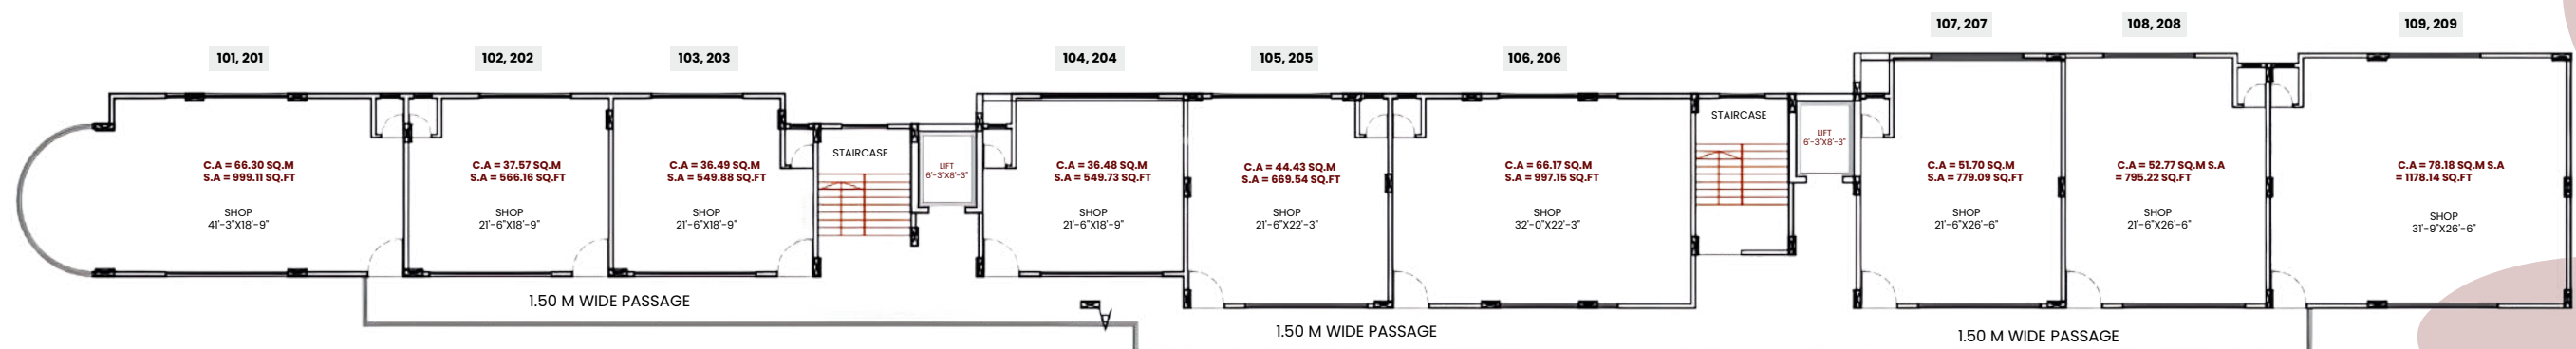 101, 201
C.A = 66.30 SQ.M
S.A = 999.11 SQ.FT
SHOP
41'-3"X18'-9"
102, 202
C.A = 37.57 SQ.M
S.A = 566.16 SQ.FT
SHOP
21'-6"X18'-9"
103, 203
C.A = 36.49 SQ.M
S.A = 549.88 SQ.FT
SHOP
21'-6"X18'-9"
STAIRCASE
LIFT
6'-3"X8'-3"
104, 204
C.A = 36.48 SQ.M
S.A = 549.73 SQ.FT
SHOP
21'-6"X18'-9"
105, 205
C.A = 44.43 SQ.M
S.A = 669.54 SQ.FT
SHOP
21'-6"X22'-3"
106, 206
C.A = 66.17 SQ.M
S.A = 997.15 SQ.FT
SHOP
32'-0"X22'-3"
STAIRCASE
LIFT
6'-3"X8'-3"
107, 207
C.A = 51.70 SQ.M
S.A = 779.09 SQ.FT
SHOP
21'-6"X26'-6"
108, 208
C.A = 52.77 SQ.M S.A
= 795.22 SQ.FT
SHOP
21'-6"X26'-6"
109, 209
C.A = 78.18 SQ.M S.A
= 1178.14 SQ.FT
SHOP
31'-9"X26'-6"
1.50 M WIDE PASSAGE
1.50 M WIDE PASSAGE
1.50 M WIDE PASSAGE